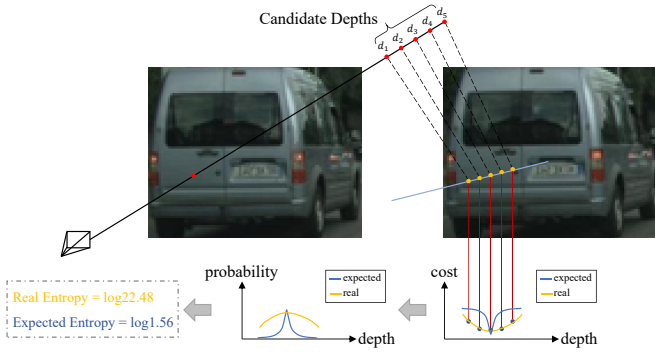 Candidate Depths
d1 d2 d3 d4 d5
probability
expected
real
depth
cost
expected
real
depth
Real Entropy = log22.48
Expected Entropy = log1.56